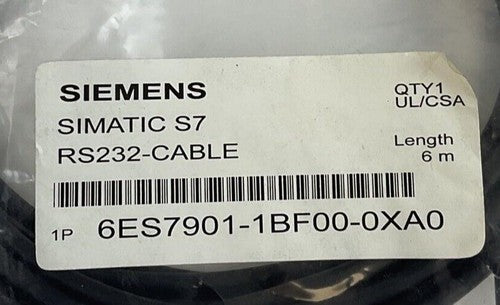 SIEMENS
QTY1
UL/CSA
SIMATIC S7
RS232-CABLE
Length
6 m
1P 6ES7901-1BF00-0XA0